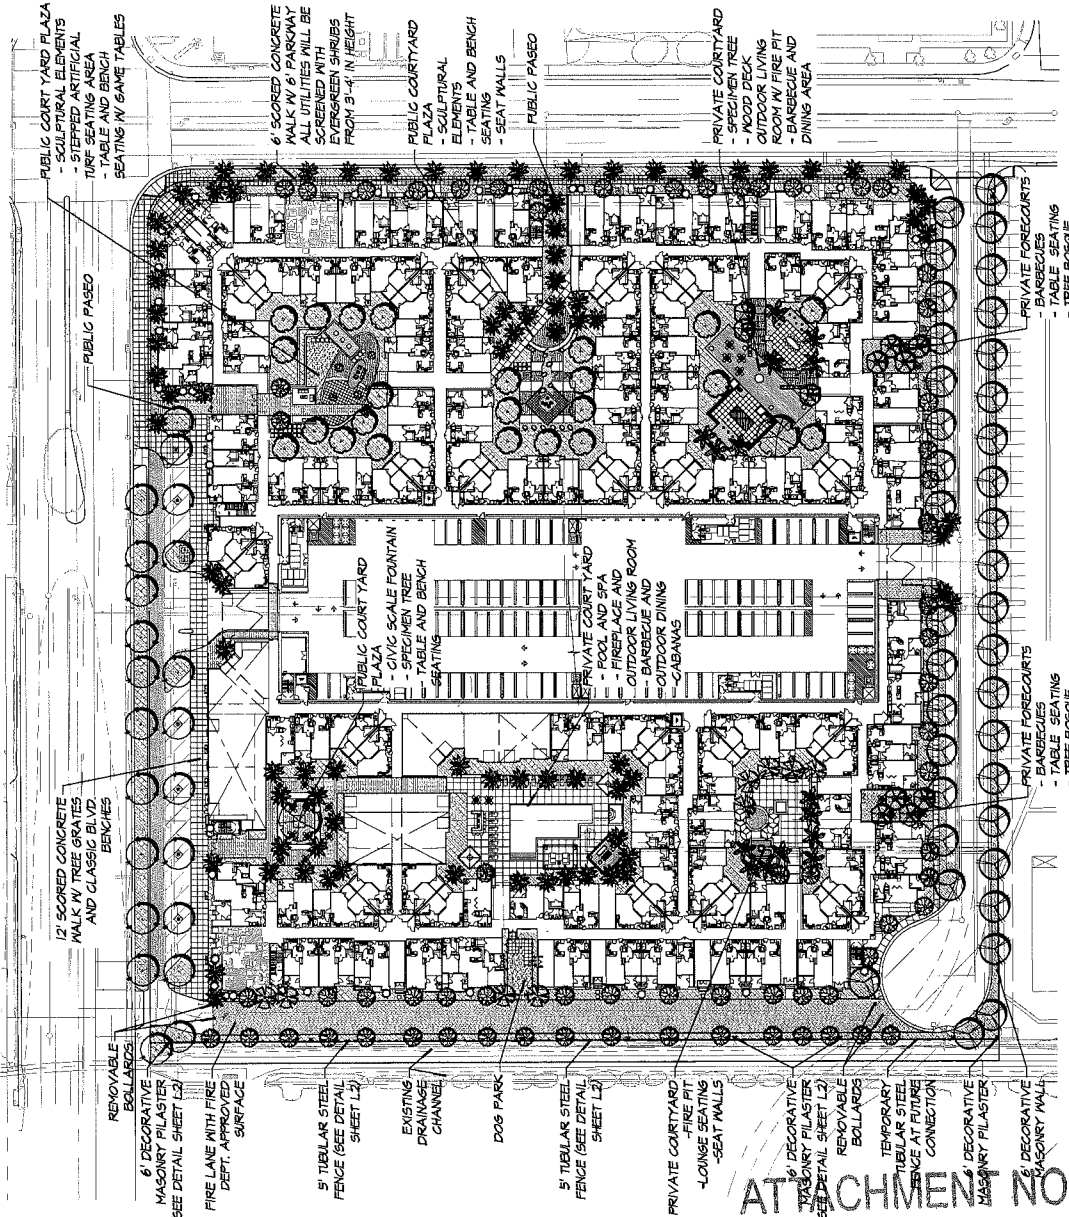 PUBLIC COURT YARD PLAZA
- SCULPTURAL ELEMENTS
- STEPPED ARTIFICIAL
TURF SEATING AREA
- TABLE AND BENCH
SEATING W/ GAME TABLES
PUBLIC PASEO
6' SCORED CONCRETE
WALK W/ 6' PARKWAY
ALL UTILITIES WILL BE
SCREENED WITH
EVERGREEN SHRUBS
FROM 3'-4' IN HEIGHT
PUBLIC COURTYARD
PLAZA
- SCULPTURAL
ELEMENTS
- TABLE AND BENCH
SEATING
- SEAT WALLS
PUBLIC PASEO
PRIVATE COURTYARD
- SPECIMEN TREE
- WOOD DECK
OUTDOOR LIVING
ROOM W/ FIRE PIT
- BARBECUE AND
DINING AREA
PRIVATE FORECOURTS
- BARBECUES
- TABLE SEATING
- TREE BOSQUE
PUBLIC COURT YARD
PLAZA
- CIVIC SCALE FOUNTAIN
- SPECIMEN TREE
- TABLE AND BENCH
SEATING
PRIVATE COURT YARD
- POOL AND SPA
- FIREPLACE AND
OUTDOOR LIVING ROOM
- BARBECUE AND
OUTDOOR DINING
-CABANAS
PRIVATE FORECOURTS
- BARBECUES
- TABLE SEATING
- TREE BOSQUE
12' SCORED CONCRETE
WALK W/ TREE GRATES
AND CLASSIC BLVD.
BENCHES
REMOVABLE
BOLLARDS
6' DECORATIVE
MASONRY PILASTER
(SEE DETAIL SHEET L2)
FIRE LANE WITH FIRE
DEPT. APPROVED
SURFACE
5' TUBULAR STEEL
FENCE (SEE DETAIL
SHEET L2)
EXISTING
DRAINAGE
CHANNEL
DOG PARK
5' TUBULAR STEEL
FENCE (SEE DETAIL
SHEET L2)
PRIVATE COURTYARD
-FIRE PIT
-LOUNGE SEATING
-SEAT WALLS
6' DECORATIVE
MASONRY PILASTER
(SEE DETAIL SHEET L2)
REMOVABLE
BOLLARDS
TEMPORARY
TUBULAR STEEL
FENCE AT FUTURE
CONNECTION
6' DECORATIVE
MASONRY PILASTER
6' DECORATIVE
MASONRY WALL
ATTACHMENT NO